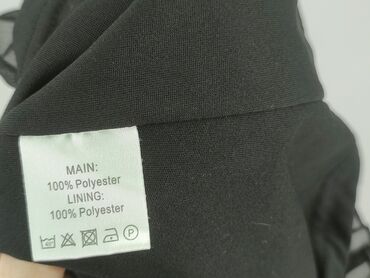 MAIN:
100% Polyester
LINING:
100% Polyester
P